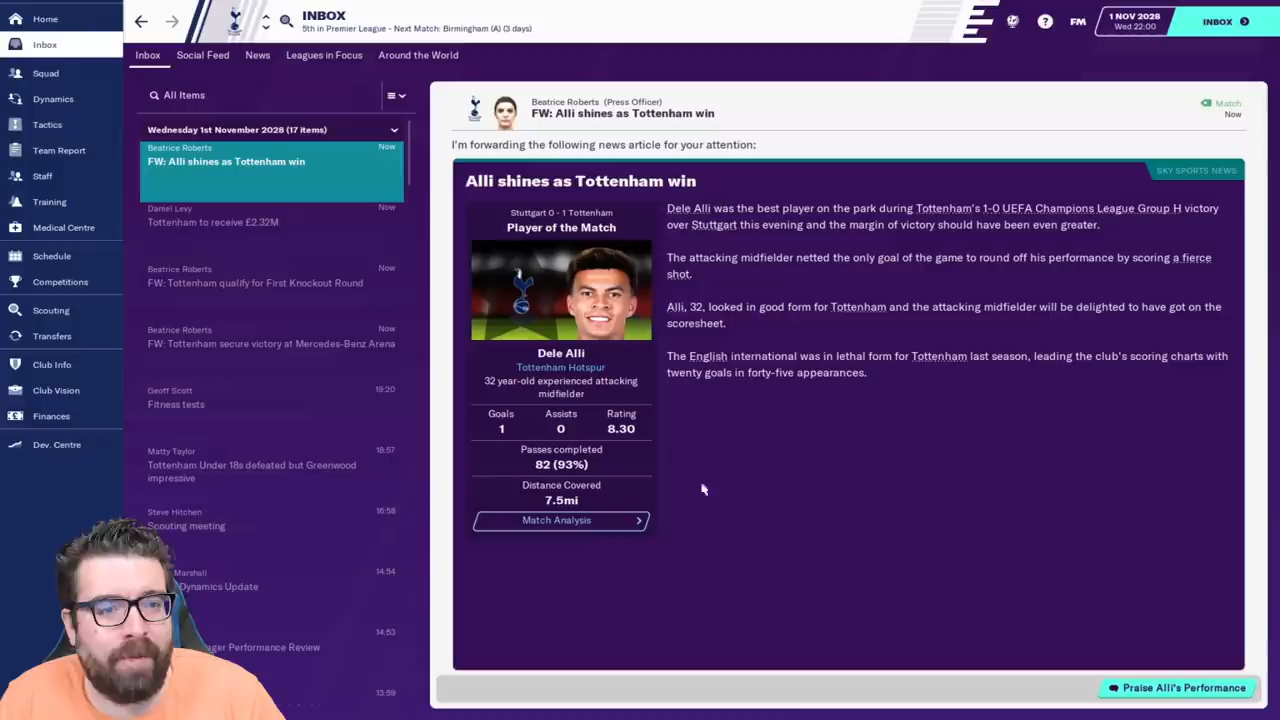 Home
Inbox
Squad
Dynamics
Tactics
Team Report
Staff
Training
Medical Centre
Schedule
Competitions
Scouting
Transfers
Club Info
Club Vision
Finances
Dev. Centre
INBOX
5th in Premier League - Next Match: Birmingham (A) (3 days)
?
FM
1 NOV 2028
Wed 22:00
INBOX
Inbox
Social Feed
News
Leagues in Focus
Around the World
All Items
Wednesday 1st November 2028 (17 items)
Beatrice Roberts
Now
FW: Alli shines as Tottenham win
Daniel Levy
Now
Tottenham to receive £2.32M
Beatrice Roberts
Now
FW: Tottenham qualify for First Knockout Round
Beatrice Roberts
Now
FW: Tottenham secure victory at Mercedes-Benz Arena
Geoff Scott
19:20
Fitness tests
Matty Taylor
18:57
Tottenham Under 18s defeated but Greenwood
impressive
Steve Hitchen
16:58
Scouting meeting
Marshall
14:54
Dynamics Update
14:53
ger Performance Review
13:59
Beatrice Roberts (Press Officer)
FW: Alli shines as Tottenham win
Match
Now
I'm forwarding the following news article for your attention:
SKY SPORTS NEWS
Alli shines as Tottenham win
Stuttgart 0 - 1 Tottenham
Player of the Match
Dele Alli
Tottenham Hotspur
32 year-old experienced attacking
midfielder
Goals Assists Rating
1 0 8.30
Passes completed
82 (93%)
Distance Covered
7.5mi
Match Analysis
Dele Alli was the best player on the park during Tottenham's 1-0 UEFA Champions League Group H victory
over Stuttgart this evening and the margin of victory should have been even greater.
The attacking midfielder netted the only goal of the game to round off his performance by scoring a fierce
shot.
Alli, 32, looked in good form for Tottenham and the attacking midfielder will be delighted to have got on the
scoresheet.
The English international was in lethal form for Tottenham last season, leading the club's scoring charts with
twenty goals in forty-five appearances.
Praise Alli's Performance